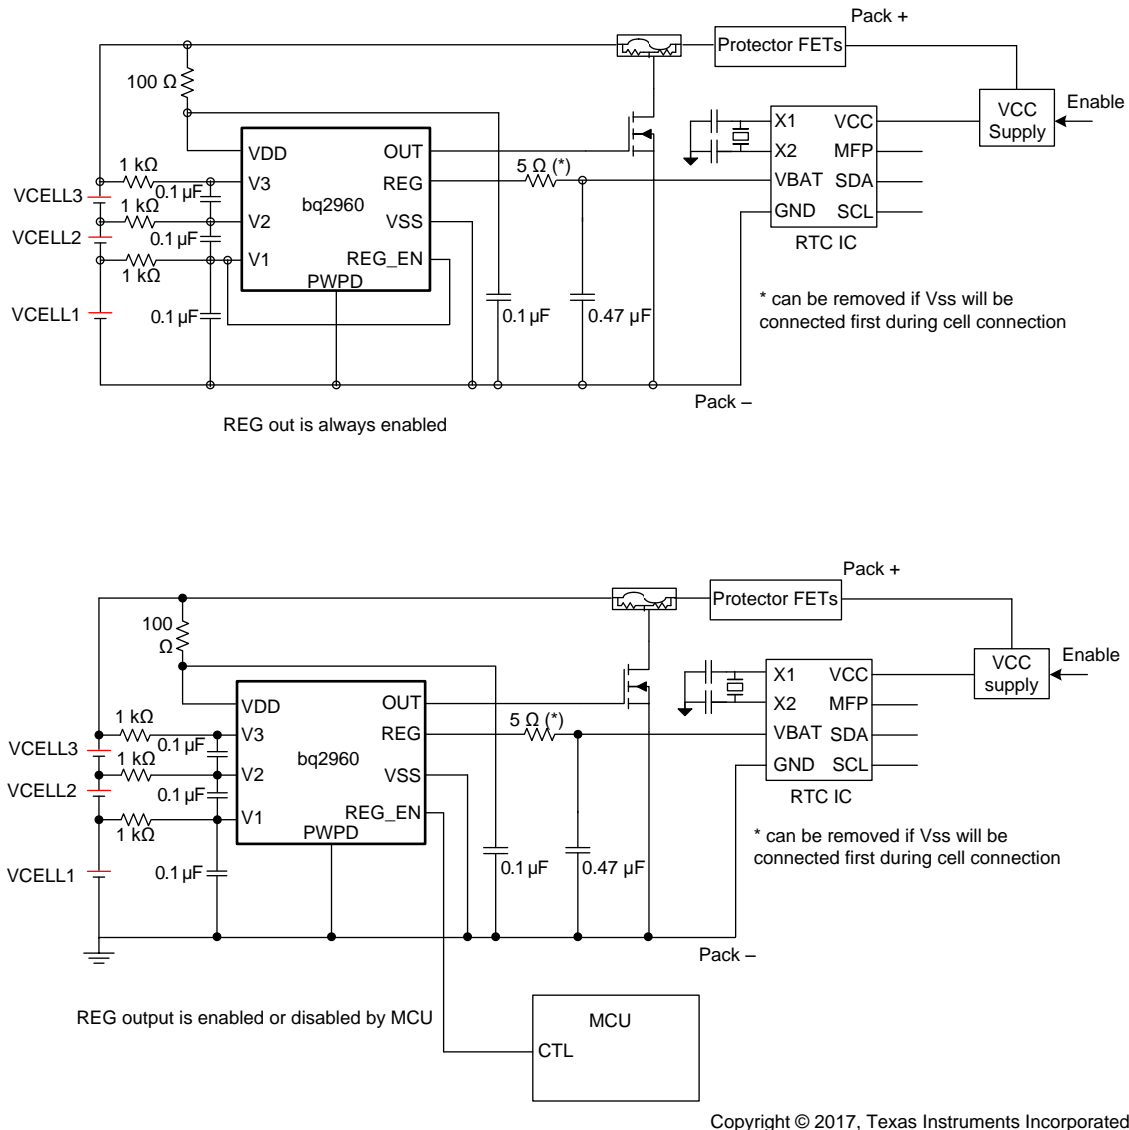 Pack +
Protector FETs
100 Ω
VCC
Supply
Enable
X1
VCC
X2
MFP
VBAT
SDA
GND
SCL
RTC IC
VDD
OUT
1 kΩ
V3
REG
5 Ω (*)
VCELL3
0.1 µF
1 kΩ
V2
bq2960
VSS
VCELL2
0.1 µF
V1
REG_EN
1 kΩ
PWPD
VCELL1
0.1 µF
0.1 µF
0.47 µF
* can be removed if Vss will be
connected first during cell connection
Pack –
REG out is always enabled
Pack +
Protector FETs
100
Ω
VCC
supply
Enable
X1
VCC
X2
MFP
VBAT
SDA
GND
SCL
RTC IC
VDD
OUT
1 kΩ
V3
REG
5 Ω (*)
VCELL3
0.1 µF
1 kΩ
V2
bq2960
VSS
VCELL2
0.1 µF
V1
REG_EN
1 kΩ
PWPD
VCELL1
0.1 µF
0.1 µF
0.47 µF
* can be removed if Vss will be
connected first during cell connection
Pack –
REG output is enabled or disabled by MCU
MCU
CTL
Copyright © 2017, Texas Instruments Incorporated